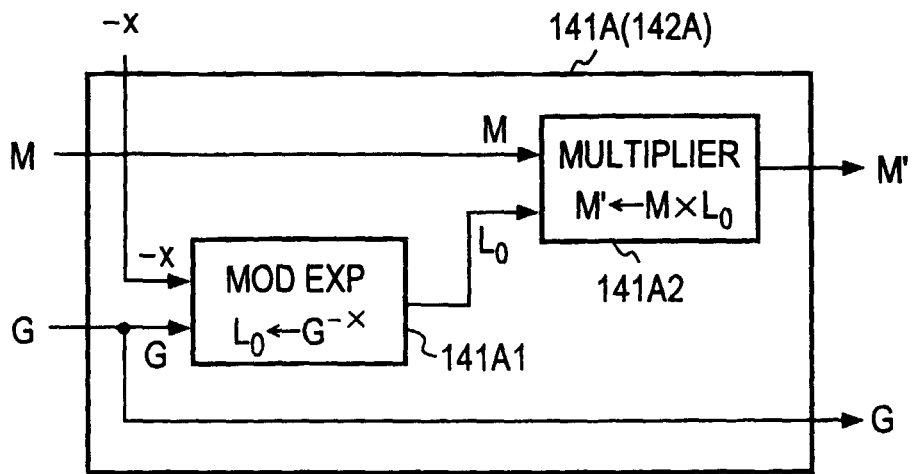 -x
141A(142A)
M
M
MULTIPLIER
M'←M×L₀
M'
-x
L₀
141A2
MOD EXP
L₀←G⁻ˣ
G
G
141A1
G